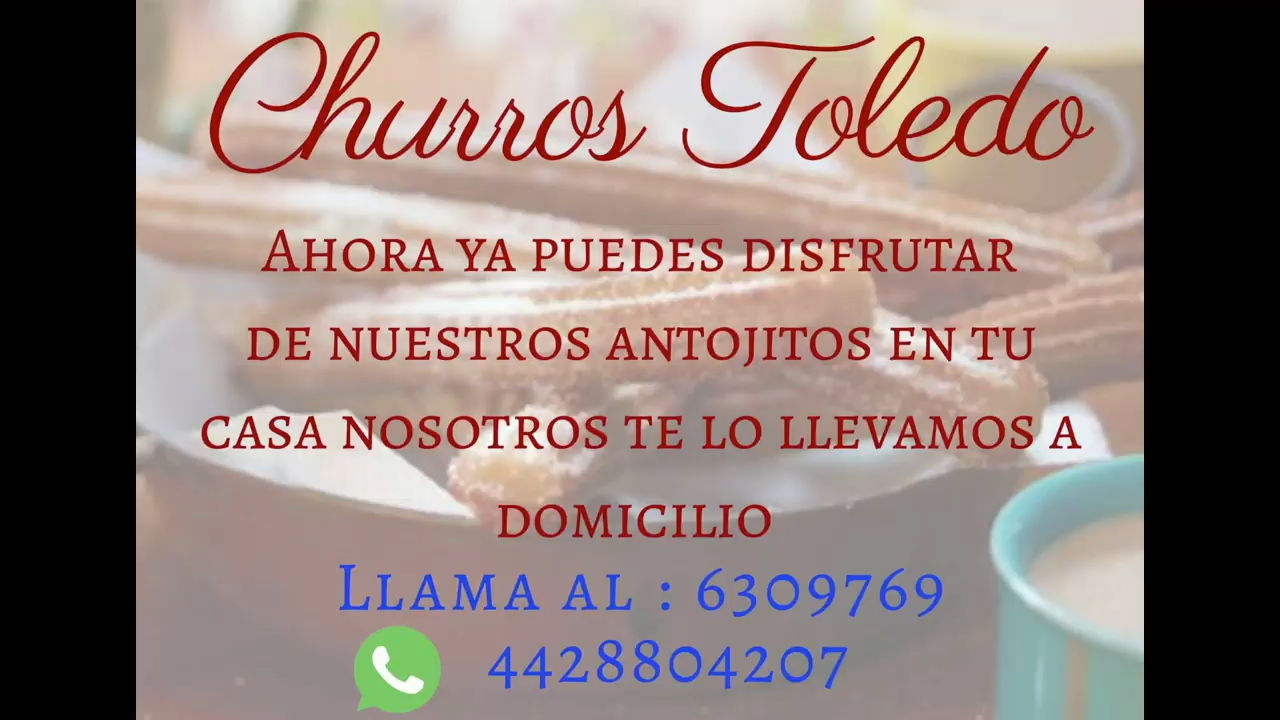 Churros Toledo
Ahora ya puedes disfrutar
de nuestros antojitos en tu
casa nosotros te lo llevamos a
domicilio
Llama al : 6309769
4428804207